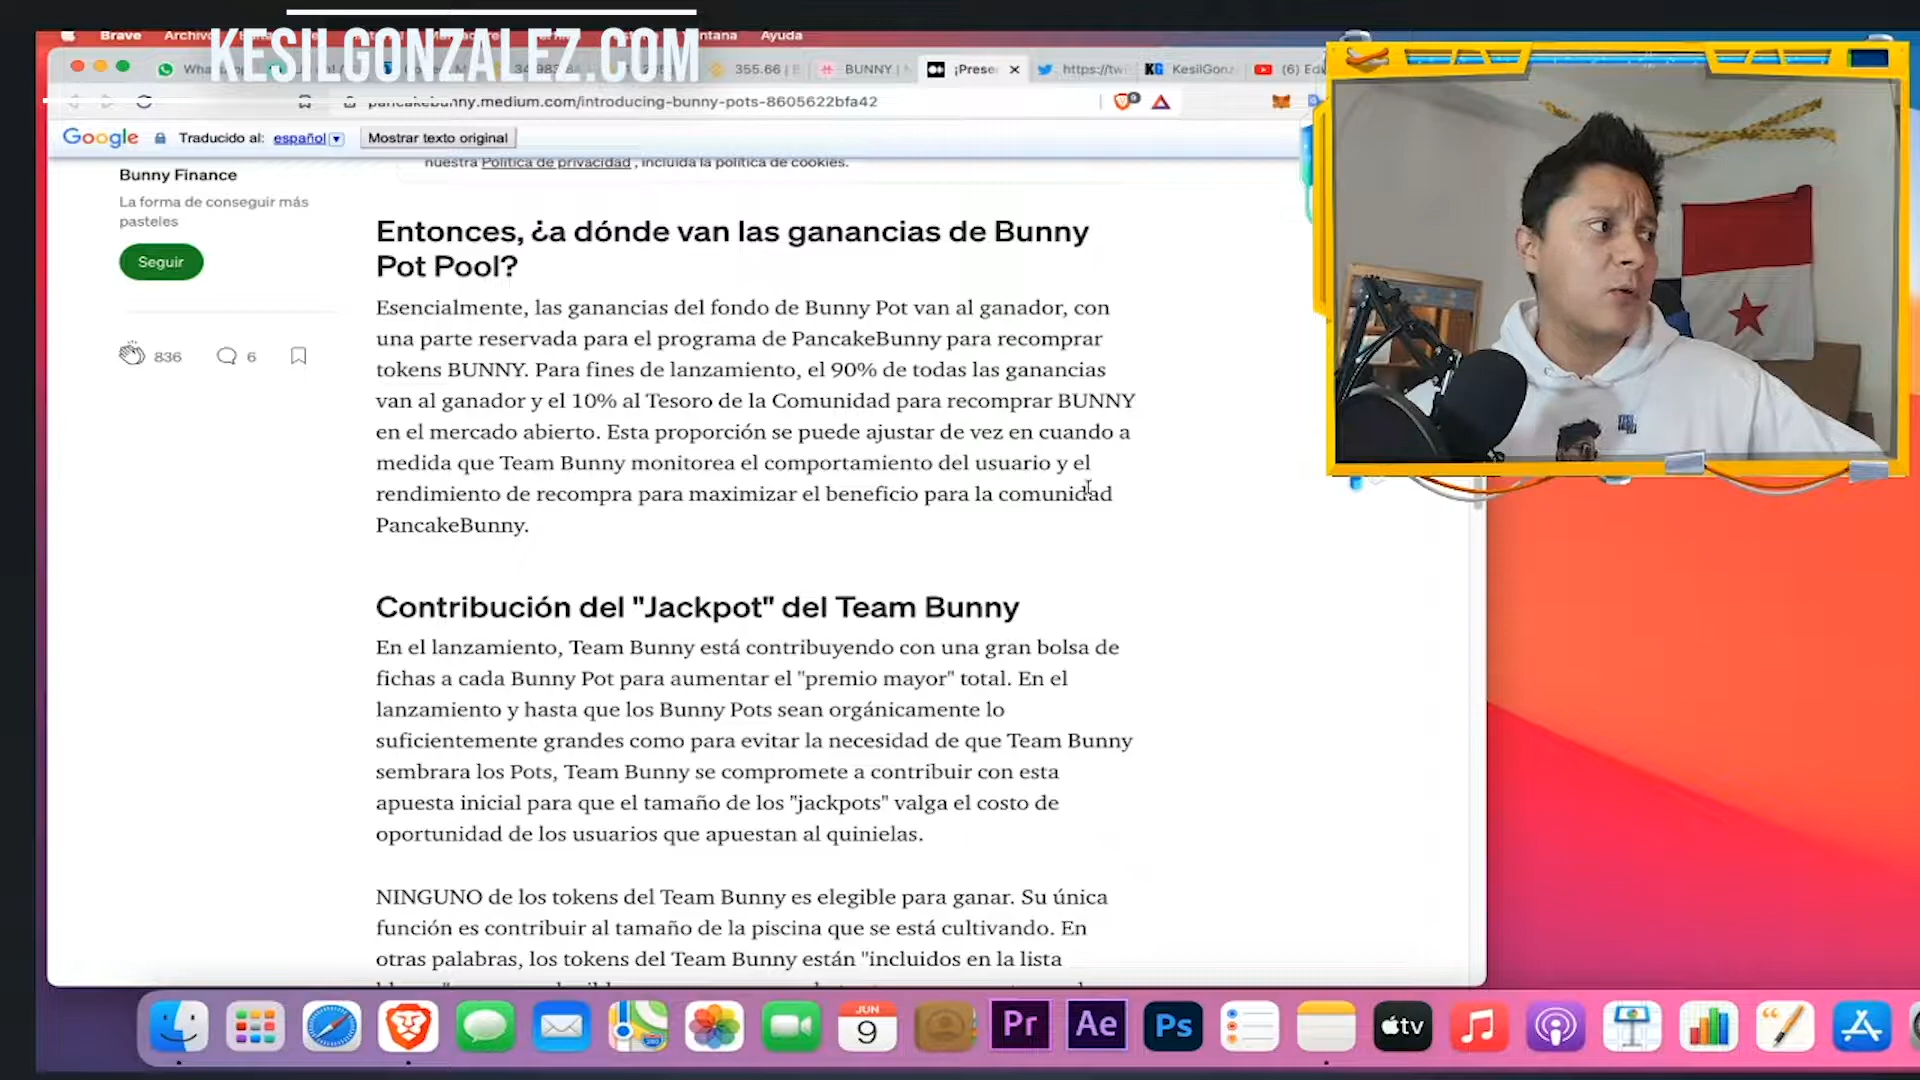 KESILGONZALEZ.COM
Brave
Ayuda
355.66 | E
BUNNY |
¡Prese
https://tw
KesilGonz
(6) Ed
pancakebunny.medium.com/introducing-bunny-pots-8605622bfa42
Google Traducido al: español Mostrar texto original
nuestra Política de privacidad , incluida la política de cookies.
Bunny Finance
La forma de conseguir más
pasteles
Seguir
836 6
Entonces, ¿a dónde van las ganancias de Bunny
Pot Pool?
Esencialmente, las ganancias del fondo de Bunny Pot van al ganador, con
una parte reservada para el programa de PancakeBunny para recomprar
tokens BUNNY. Para fines de lanzamiento, el 90% de todas las ganancias
van al ganador y el 10% al Tesoro de la Comunidad para recomprar BUNNY
en el mercado abierto. Esta proporción se puede ajustar de vez en cuando a
medida que Team Bunny monitorea el comportamiento del usuario y el
rendimiento de recompra para maximizar el beneficio para la comunidad
PancakeBunny.
Contribución del "Jackpot" del Team Bunny
En el lanzamiento, Team Bunny está contribuyendo con una gran bolsa de
fichas a cada Bunny Pot para aumentar el "premio mayor" total. En el
lanzamiento y hasta que los Bunny Pots sean orgánicamente lo
suficientemente grandes como para evitar la necesidad de que Team Bunny
sembrara los Pots, Team Bunny se compromete a contribuir con esta
apuesta inicial para que el tamaño de los "jackpots" valga el costo de
oportunidad de los usuarios que apuestan al quinielas.
NINGUNO de los tokens del Team Bunny es elegible para ganar. Su única
función es contribuir al tamaño de la piscina que se está cultivando. En
otras palabras, los tokens del Team Bunny están "incluidos en la lista
JUN
9
Pr
Ae
Ps
tv